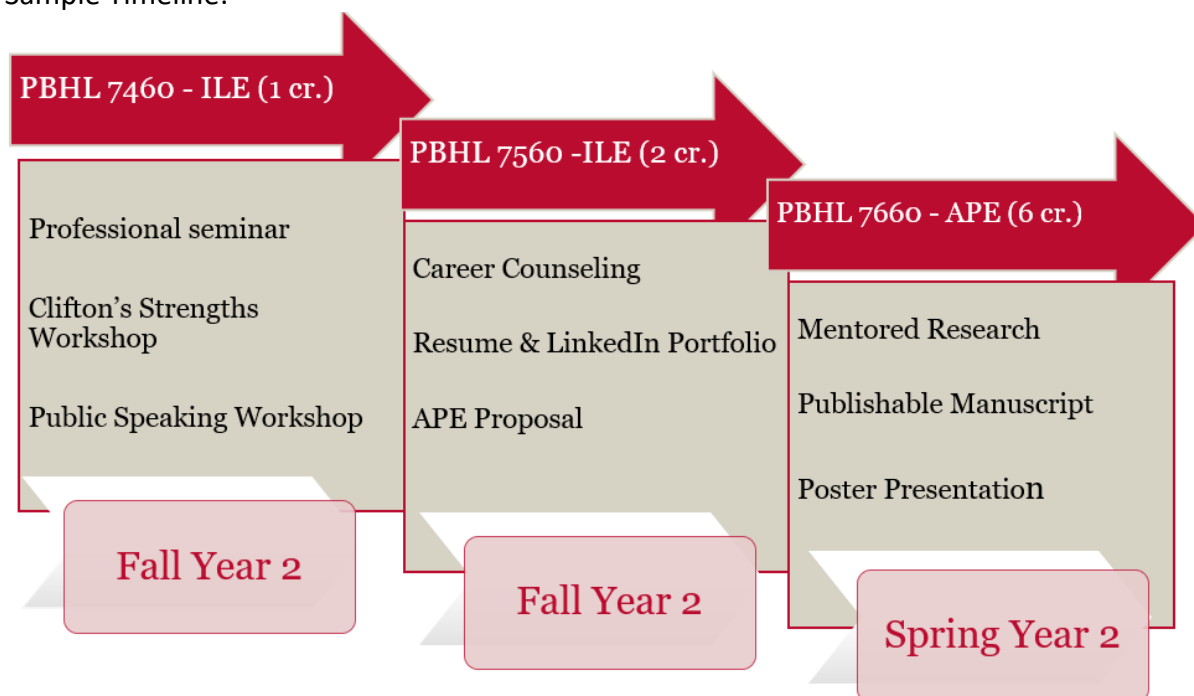 Sample Timeline:
PBHL 7460 - ILE (1 cr.)
Professional seminar
Clifton's Strengths
Workshop
Public Speaking Workshop
Fall Year 2
PBHL 7560 -ILE (2 cr.)
Career Counseling
Resume & LinkedIn Portfolio
APE Proposal
Fall Year 2
PBHL 7660 - APE (6 cr.)
Mentored Research
Publishable Manuscript
Poster Presentation
Spring Year 2